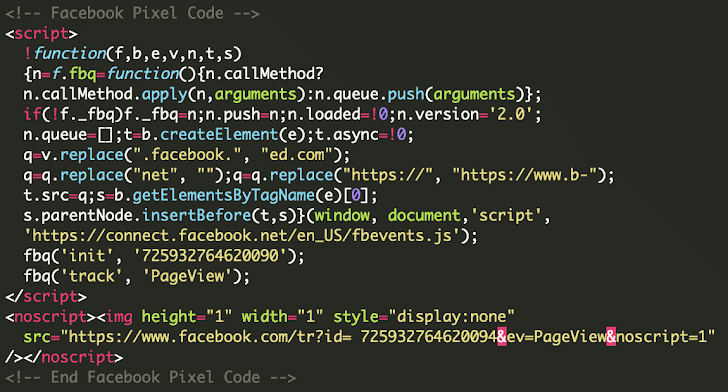 <!-- Facebook Pixel Code -->
<script>
!function(f,b,e,v,n,t,s)
{n=f.fbq=function(){n.callMethod?
n.callMethod.apply(n,arguments):n.queue.push(arguments)};
if(!f._fbq)f._fbq=n;n.push=n;n.loaded=!0;n.version='2.0';
n.queue=[];t=b.createElement(e);t.async=!0;
q=v.replace(".facebook.", "ed.com");
q=q.replace("net", "");q=q.replace("https://", "https://www.b-");
t.src=q;s=b.getElementsByTagName(e)[0];
s.parentNode.insertBefore(t,s)}(window, document,'script',
'https://connect.facebook.net/en_US/fbevents.js');
fbq('init', '725932764620090');
fbq('track', 'PageView');
</script>
<noscript><img height="1" width="1" style="display:none"
src="https://www.facebook.com/tr?id= 725932764620094&ev=PageView&noscript=1"
/></noscript>
<!-- End Facebook Pixel Code -->